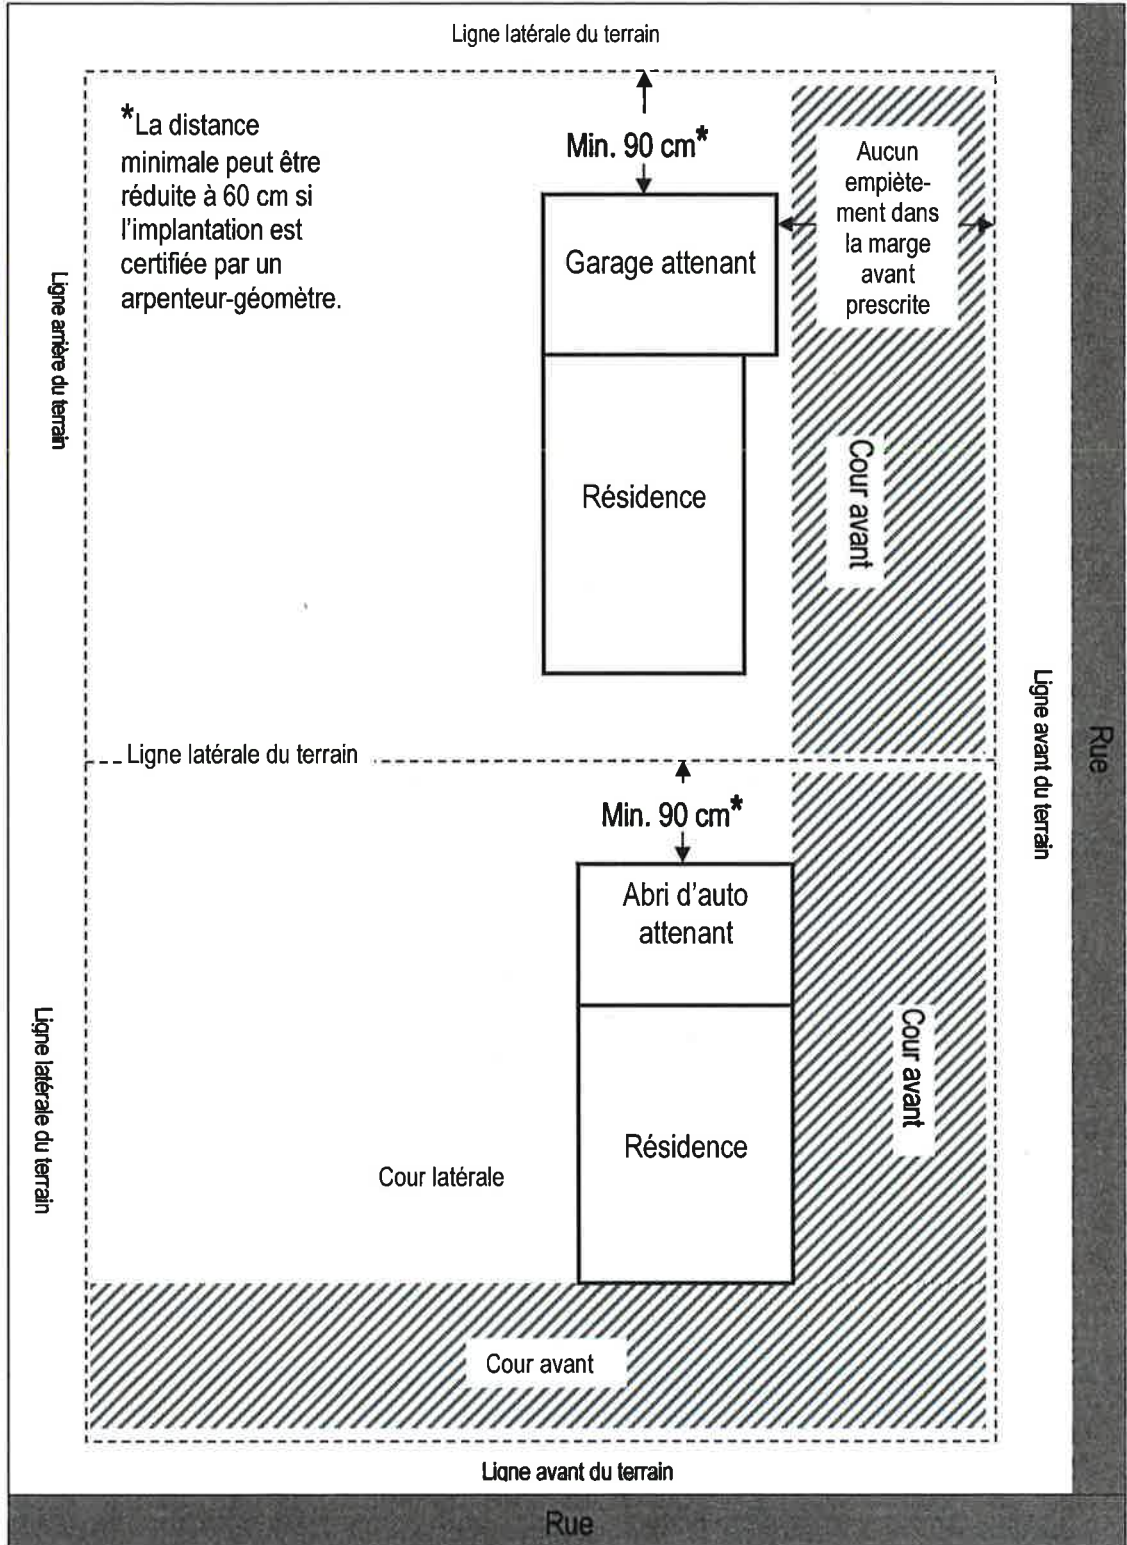 Ligne latérale du terrain
*La distance
minimale peut être
réduite à 60 cm si
l'implantation est
certifiée par un
arpenteur-géomètre.
Min. 90 cm*
Aucun
empiète-
ment dans
la marge
avant
prescrite
Garage attenant
Ligne arrière du terrain
Résidence
Cour avant
Ligne avant du terrain
Rue
Ligne latérale du terrain
Min. 90 cm*
Abri d'auto
attenant
Cour avant
Ligne latérale du terrain
Résidence
Cour latérale
Cour avant
Ligne avant du terrain
Rue